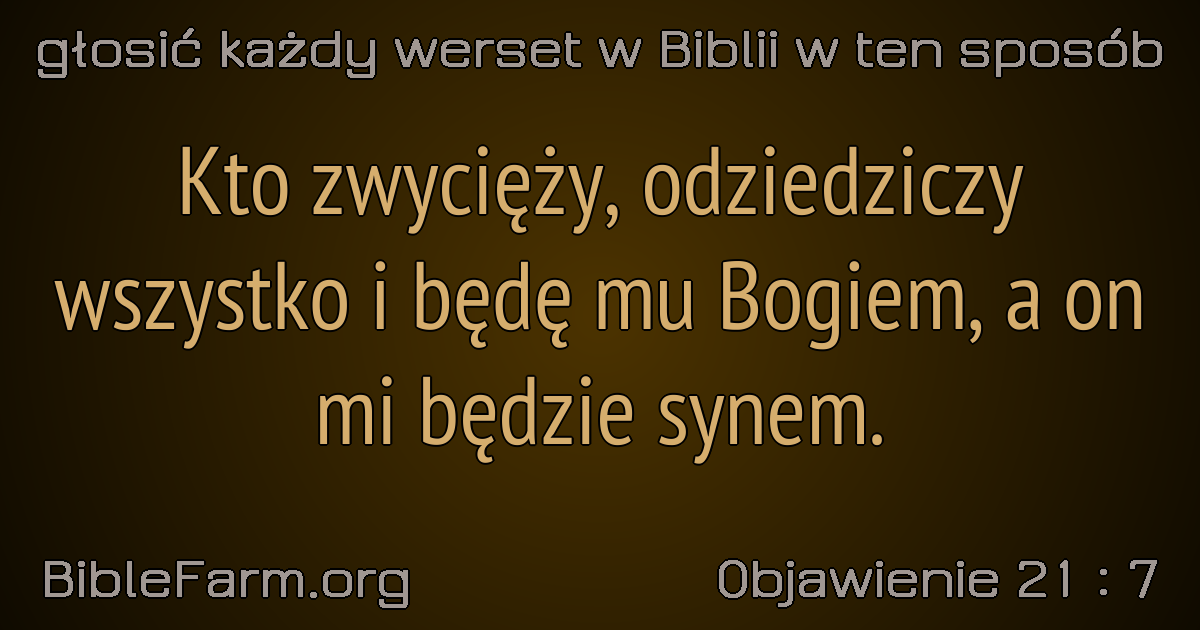 głosić każdy werset w Biblii w ten sposób
Kto zwycięży, odziedziczy
wszystko i będę mu Bogiem, a on
mi będzie synem.
BibleFarm.org
Objawienie 21 : 7